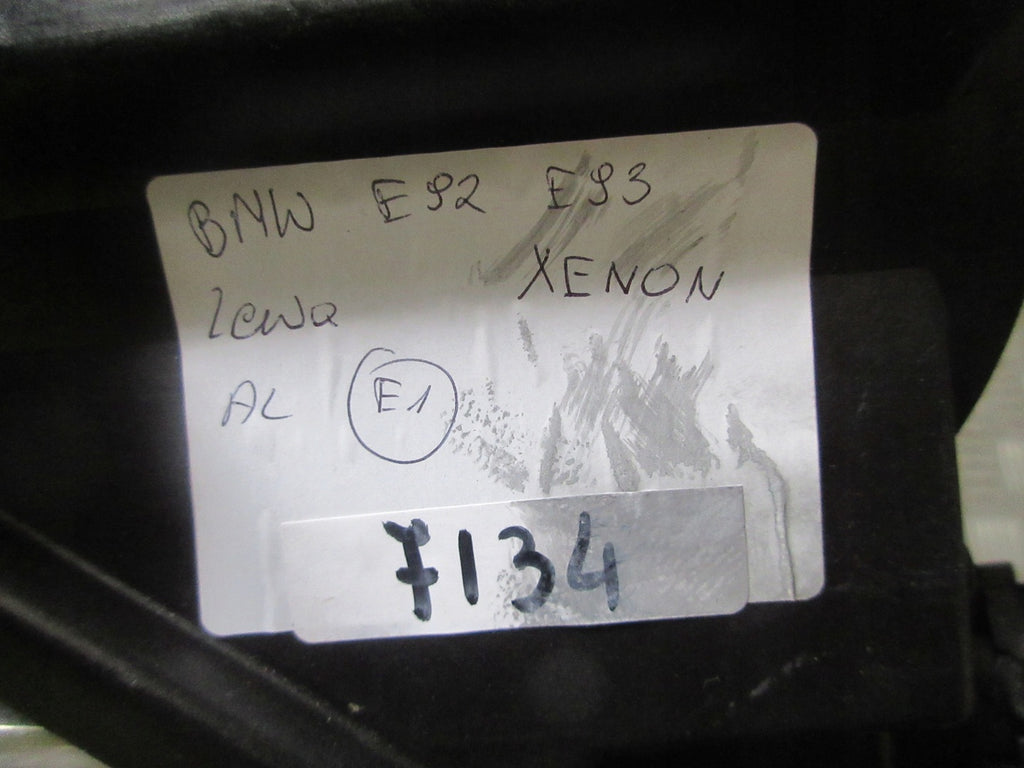 BMW E92 E93
lewa XENON
AL E1
7134